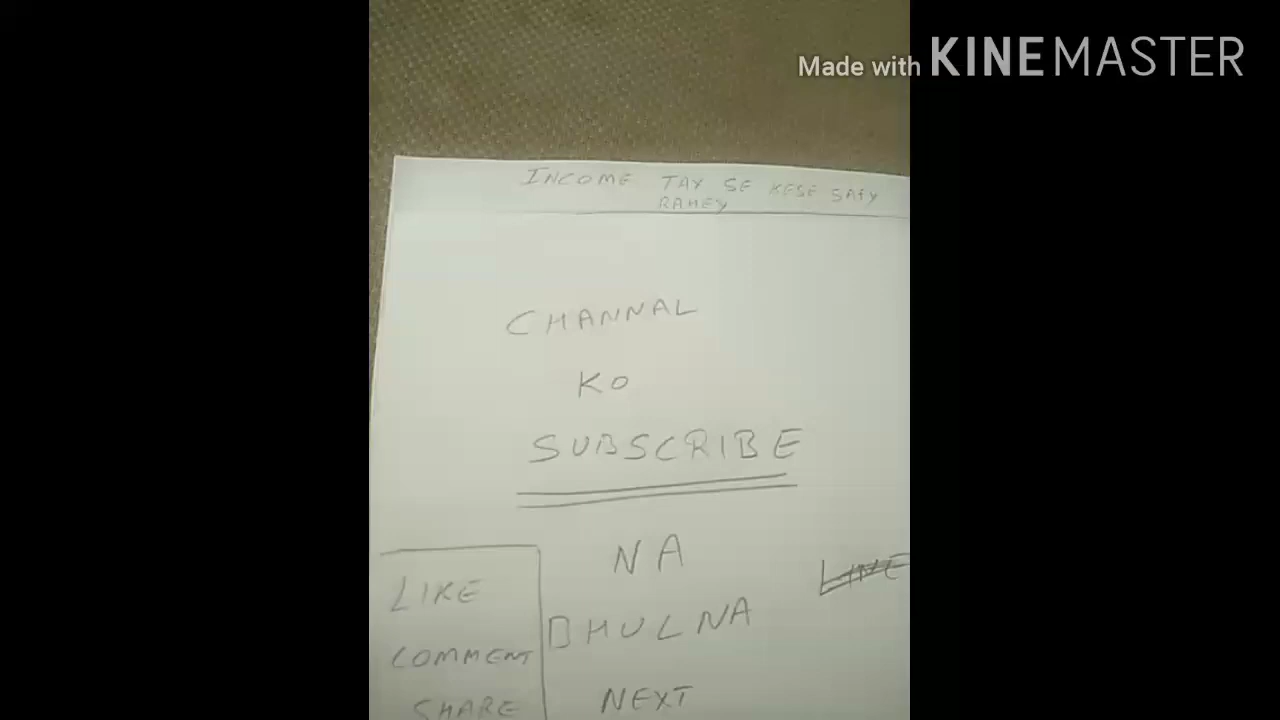 Made with KINEMASTER
INCOME TAX SE KESE SAFY
RAHEY
CHANNAL
KO
SUBSCRIBE
NA
BHULNA
NEXT
LIKE
COMMENT
SHARE